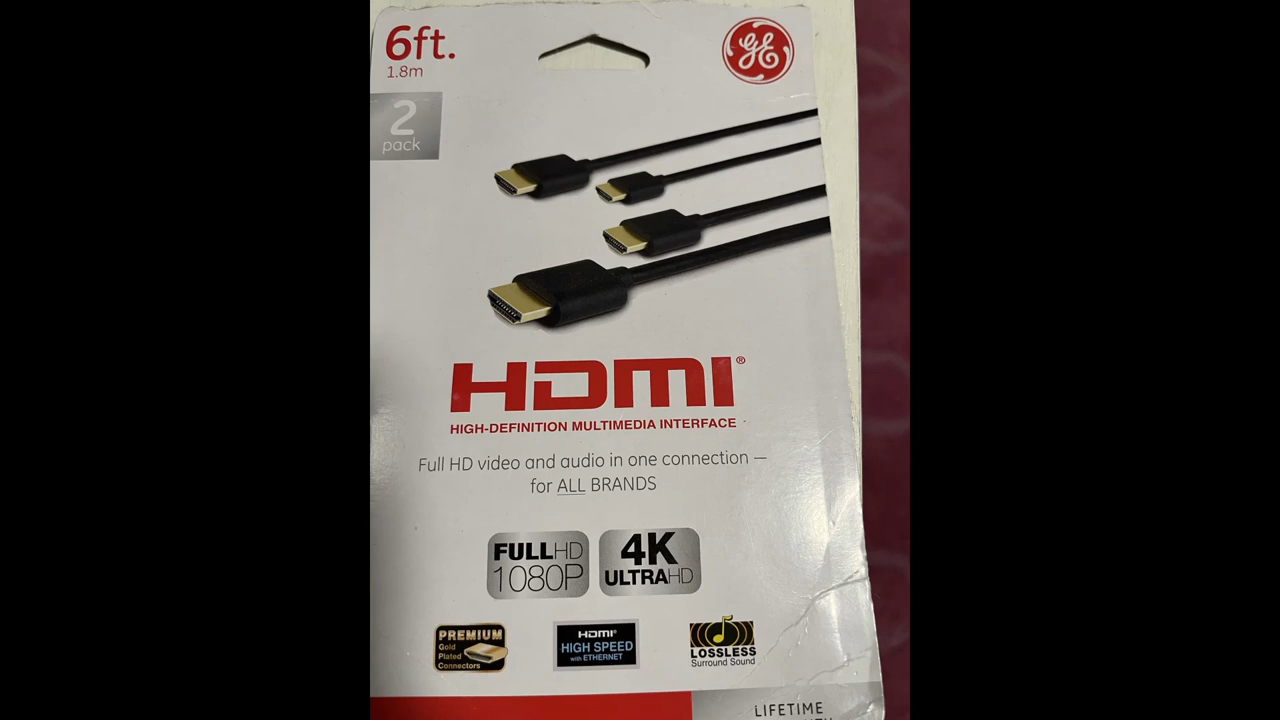 6ft.
1.8m
GE
2
pack
HDMI®
HIGH-DEFINITION MULTIMEDIA INTERFACE
Full HD video and audio in one connection —
for ALL BRANDS
FULLHD
1080P
4K
ULTRAHD
PREMIUM
Gold
Plated
Connectors
HDMI®
HIGH SPEED
with ETHERNET
LOSSLESS
Surround Sound
LIFETIME